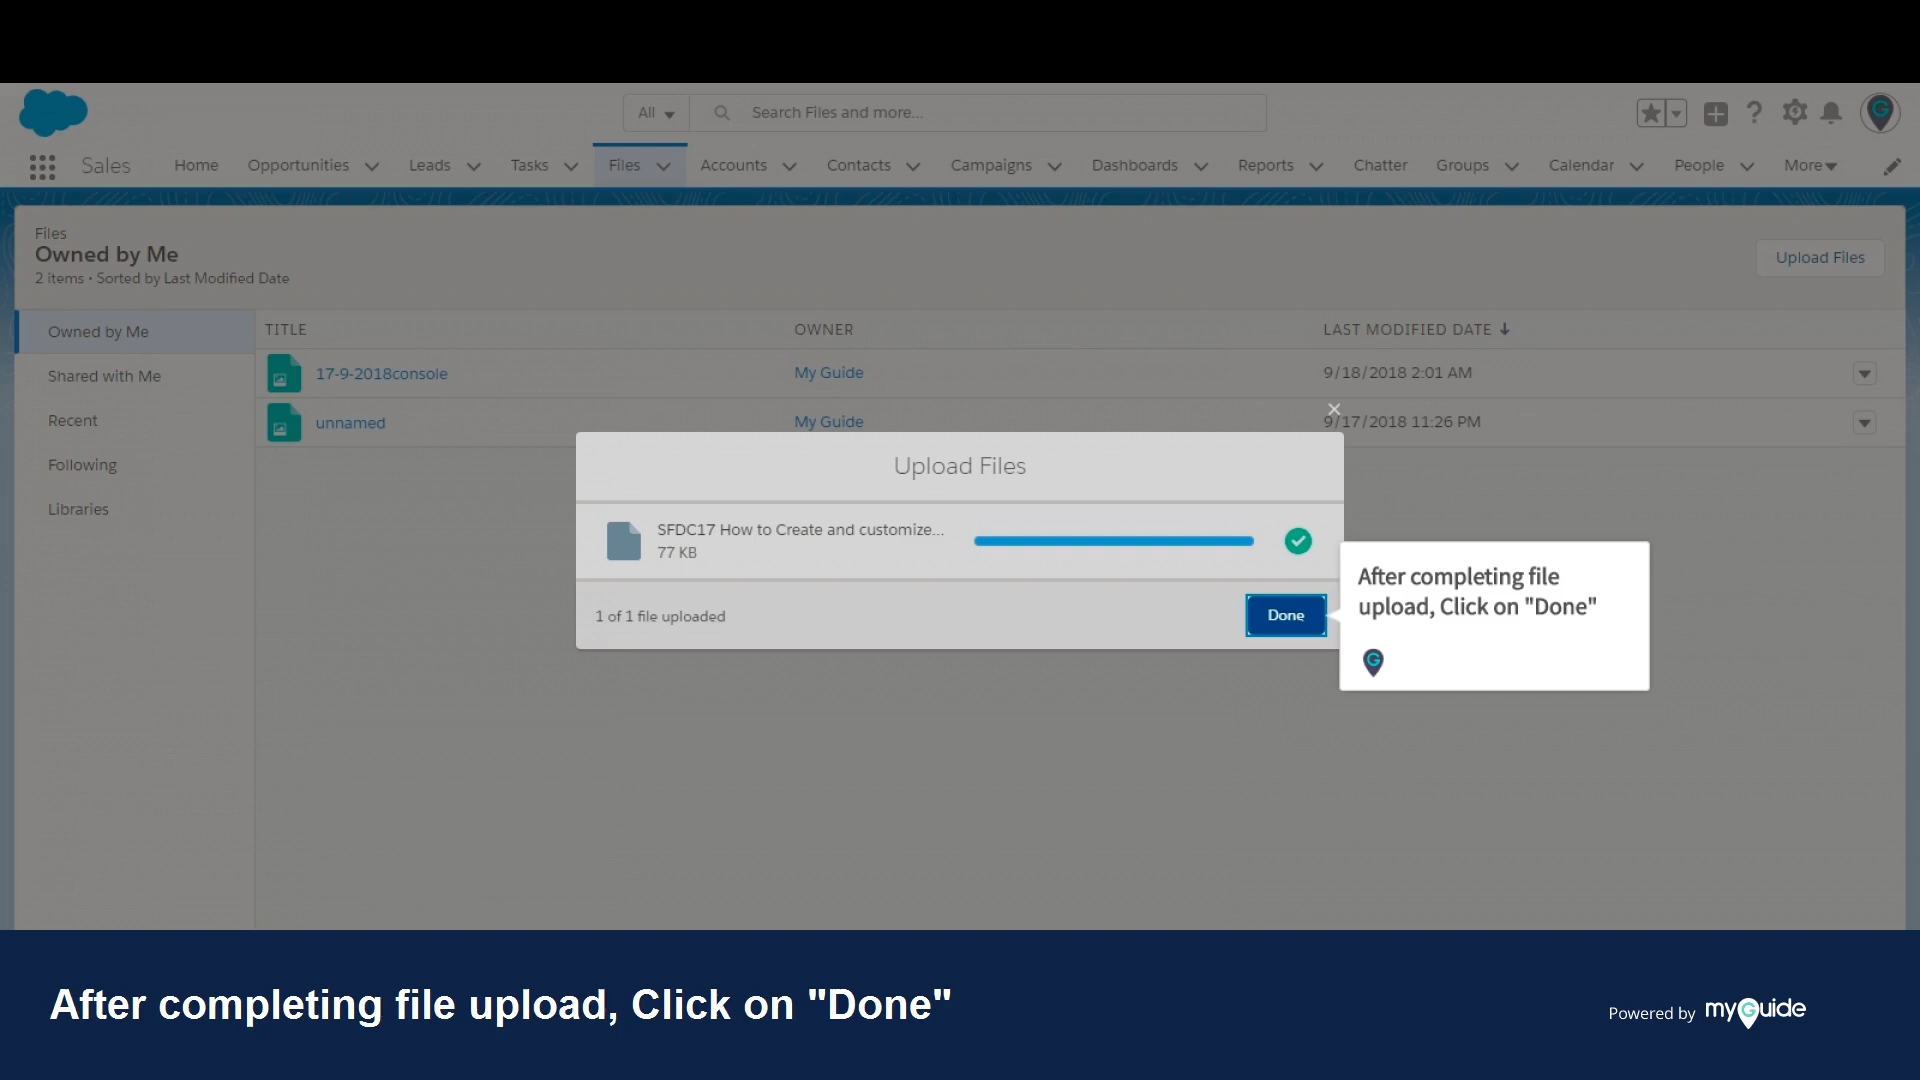 All
Search Files and more...
Sales
Home
Opportunities
Leads
Tasks
Files
Accounts
Contacts
Campaigns
Dashboards
Reports
Chatter
Groups
Calendar
People
More
Files
Owned by Me
2 items • Sorted by Last Modified Date
Upload Files
Owned by Me
Shared with Me
Recent
Following
Libraries
TITLE
OWNER
LAST MODIFIED DATE
17-9-2018console
My Guide
9/18/2018 2:01 AM
unnamed
My Guide
9/17/2018 11:26 PM
Upload Files
SFDC17 How to Create and customize...
77 KB
1 of 1 file uploaded
Done
After completing file
upload, Click on "Done"
After completing file upload, Click on "Done"
Powered by myGuide